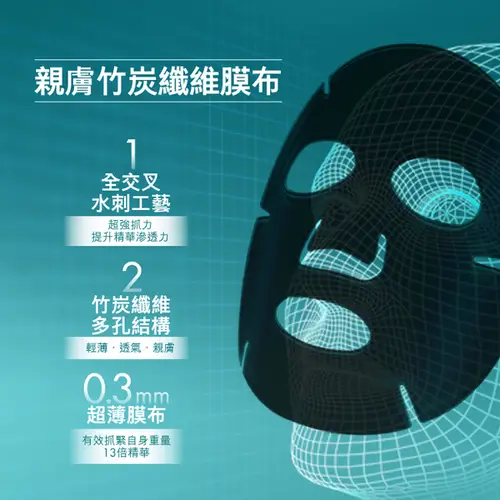 親膚竹炭纖維膜布
1
全交叉
水刺工藝
超強抓力
提升精華滲透力
2
竹炭纖維
多孔結構
輕薄．透氣．親膚
0.3mm
超薄膜布
有效抓緊自身重量
13倍精華